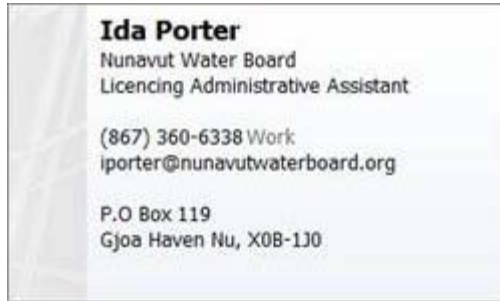 Ida Porter
Nunavut Water Board
Licencing Administrative Assistant
(867) 360-6338 Work
iporter@nunavutwaterboard.org
P.O Box 119
Gjoa Haven Nu, X0B-1J0